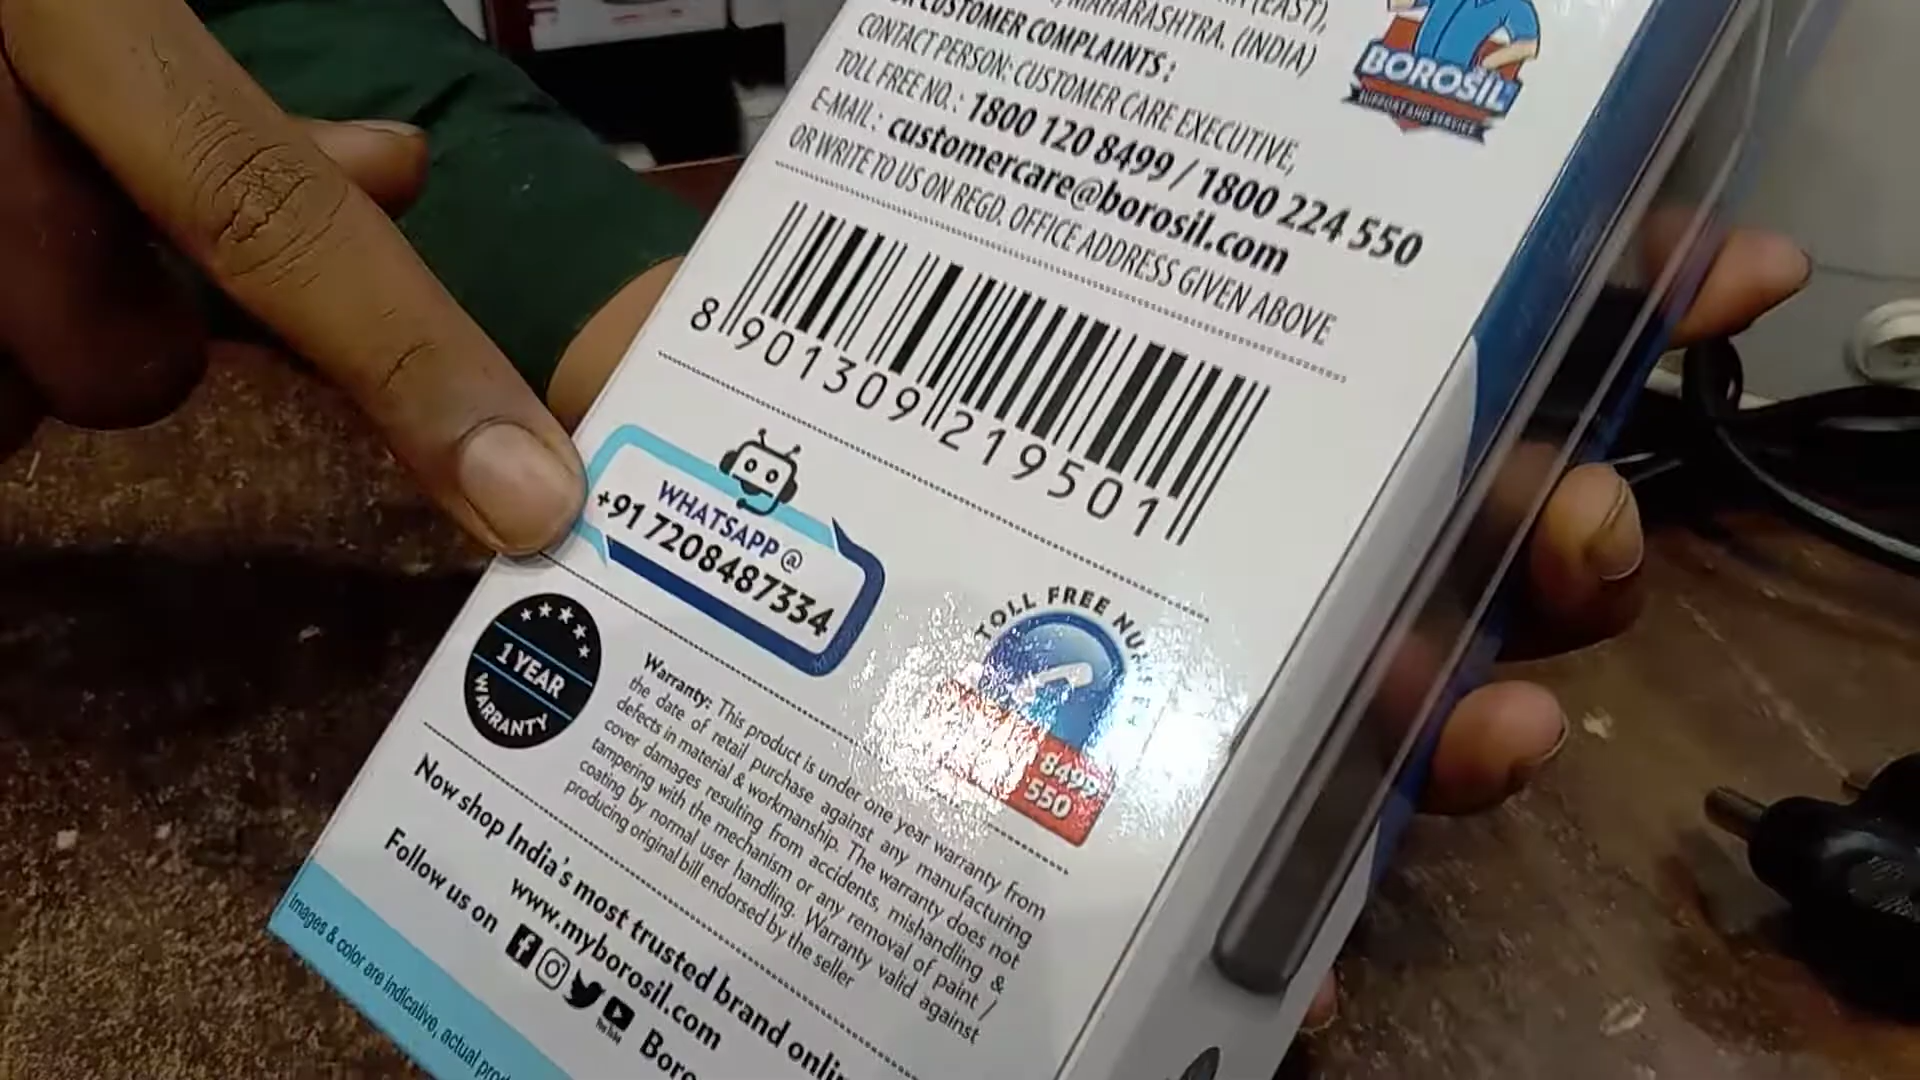 (EAST),
MAHARASHTRA. (INDIA)
CUSTOMER COMPLAINTS :
CONTACT PERSON: CUSTOMER CARE EXECUTIVE,
TOLL FREE NO. : 1800 120 8499 / 1800 224 550
E-MAIL : customercare@borosil.com
OR WRITE TO US ON REGD. OFFICE ADDRESS GIVEN ABOVE
BOROSIL
SUPPORT AND SERVICE
8 901309 219501
WHATSAPP @
+91 7208487334
TOLL FREE
8499
550
1 YEAR
WARRANTY
Warranty: This product is under one year warranty from
the date of retail purchase against any manufacturing
defects in material & workmanship. The warranty does not
cover damages resulting from accidents, mishandling &
tampering with the mechanism or any removal of paint /
coating by normal user handling. Warranty valid against
producing original bill endorsed by the seller
Now shop India's most trusted brand
www.myborosil.com
Follow us on
YouTube
Images & color are indicative, actual